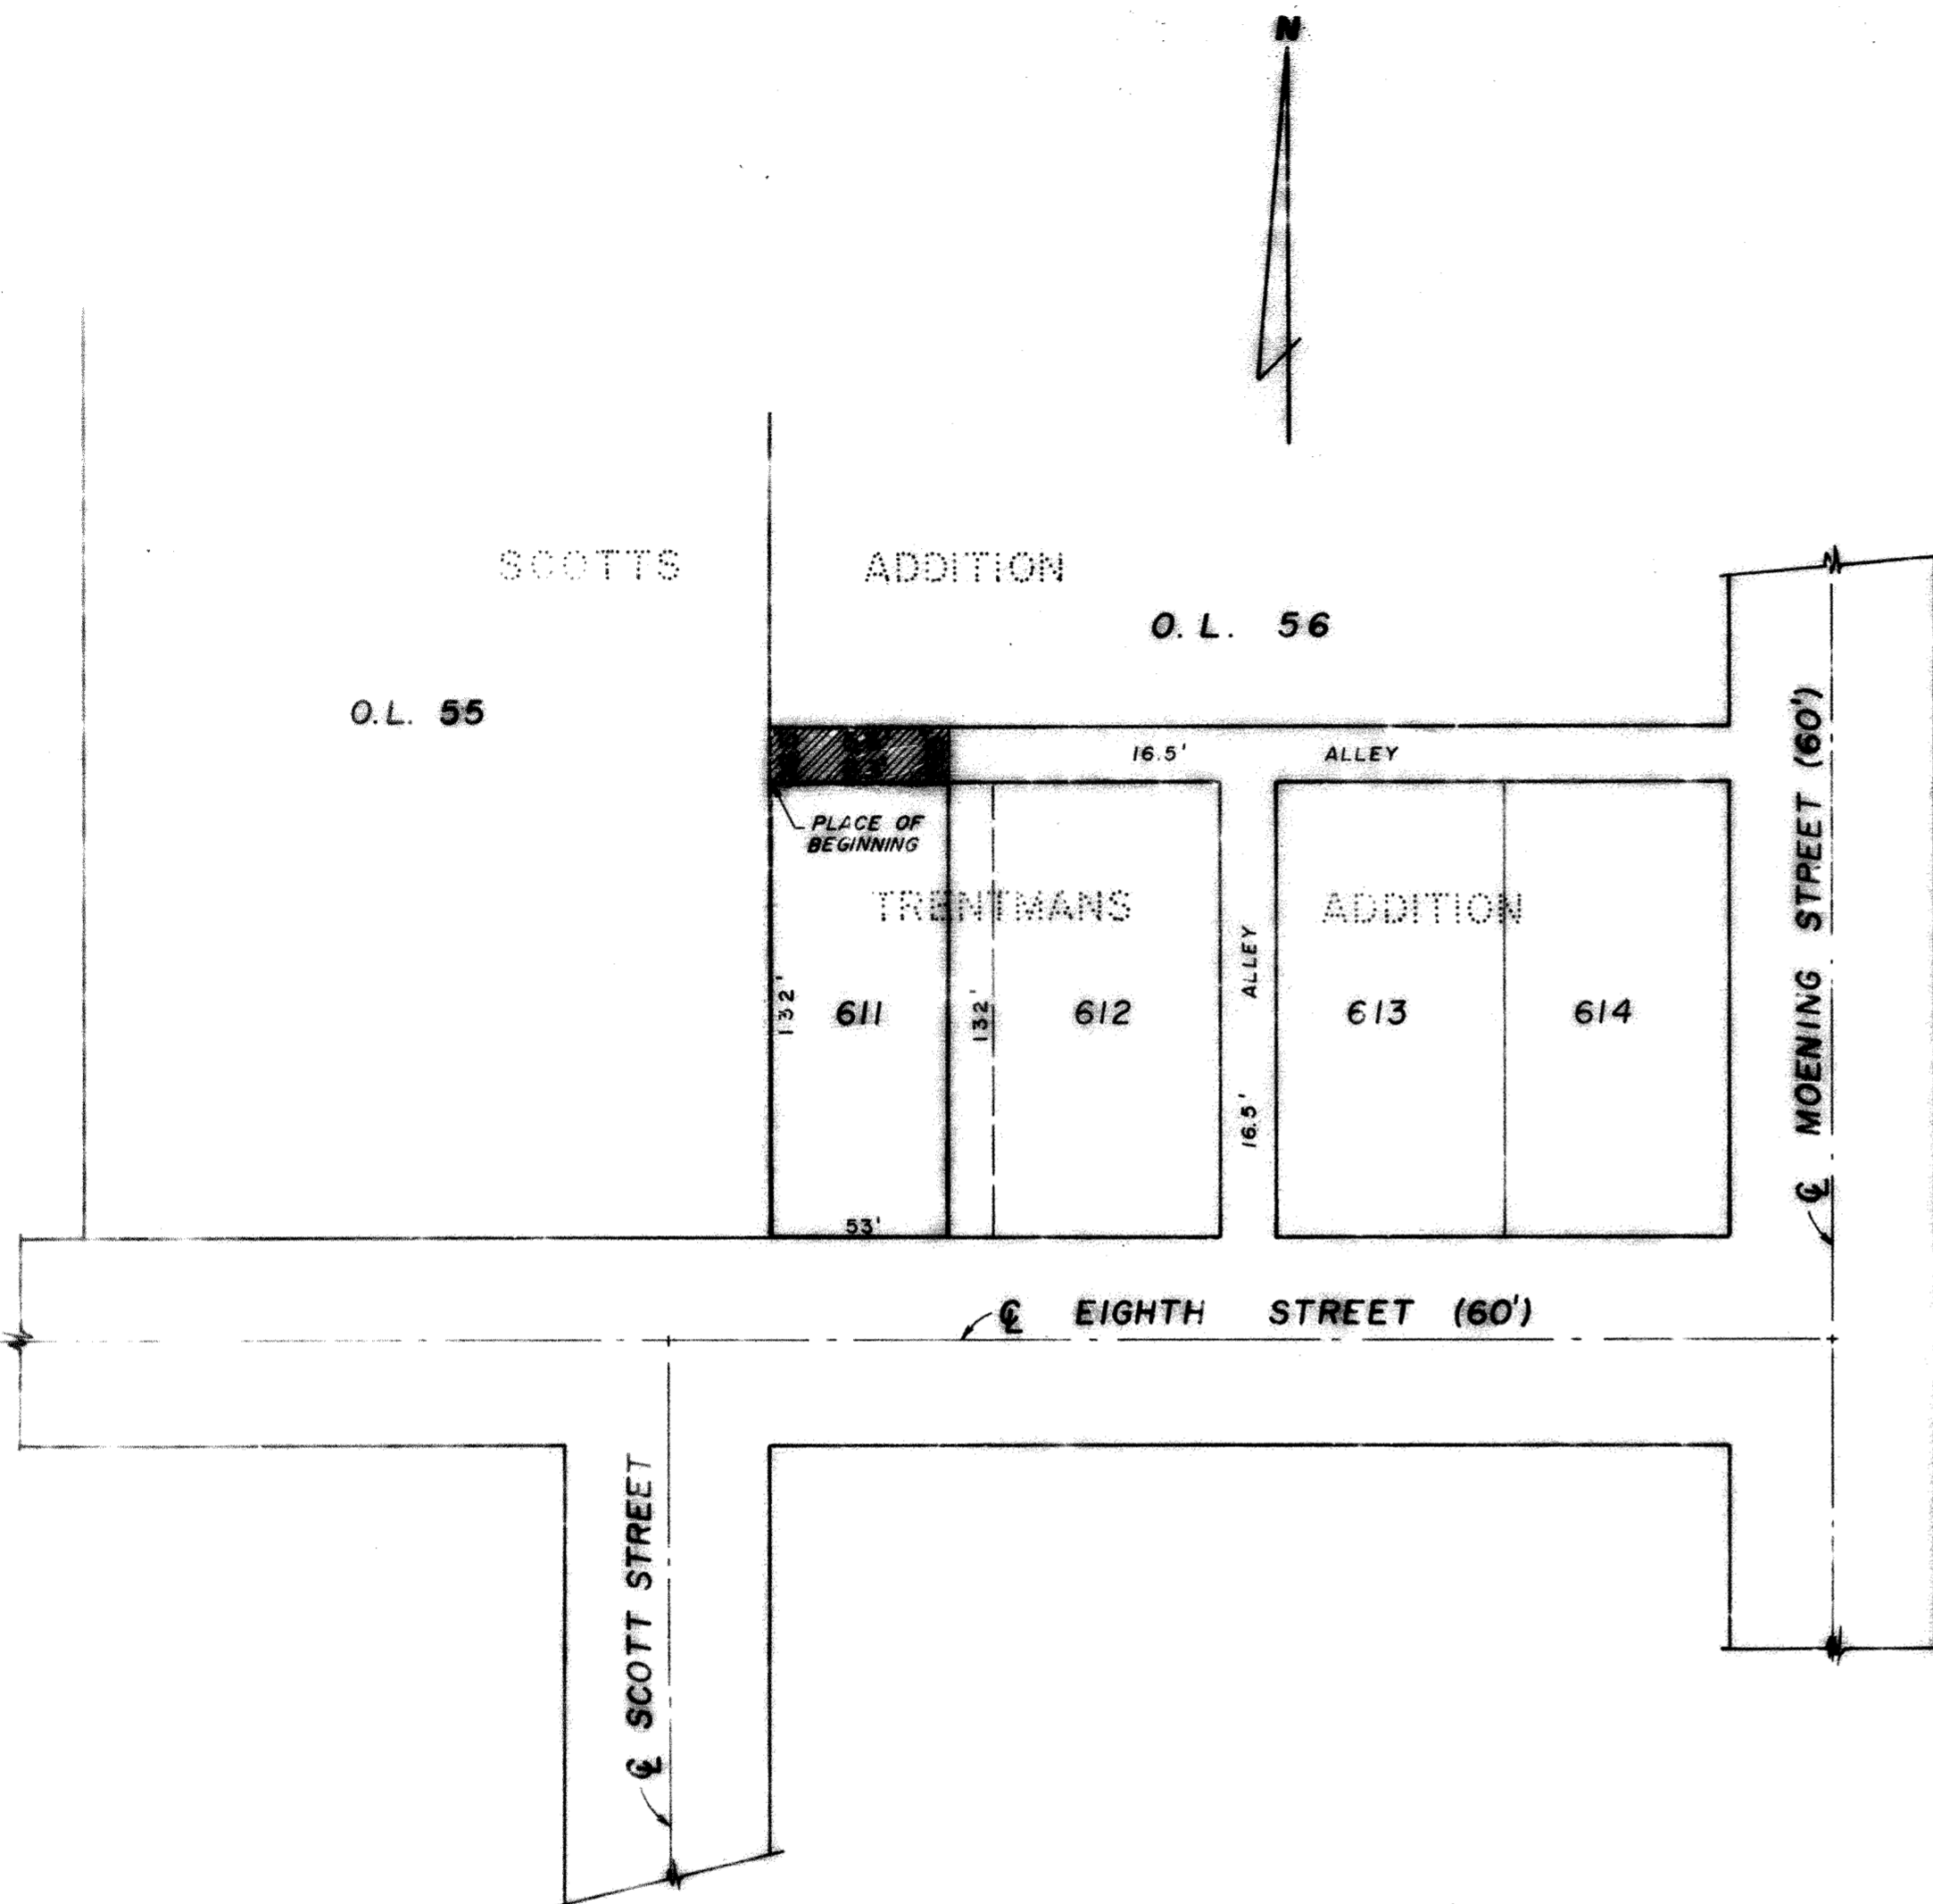 N
SCOTTS ADDITION
O. L. 56
O.L. 55
16.5' ALLEY
PLACE OF
BEGINNING
TRENTMANS ADDITION
132'
611
132'
612
ALLEY
16.5'
613
614
53'
℄ MOENING STREET (60')
℄ EIGHTH STREET (60')
℄ SCOTT STREET